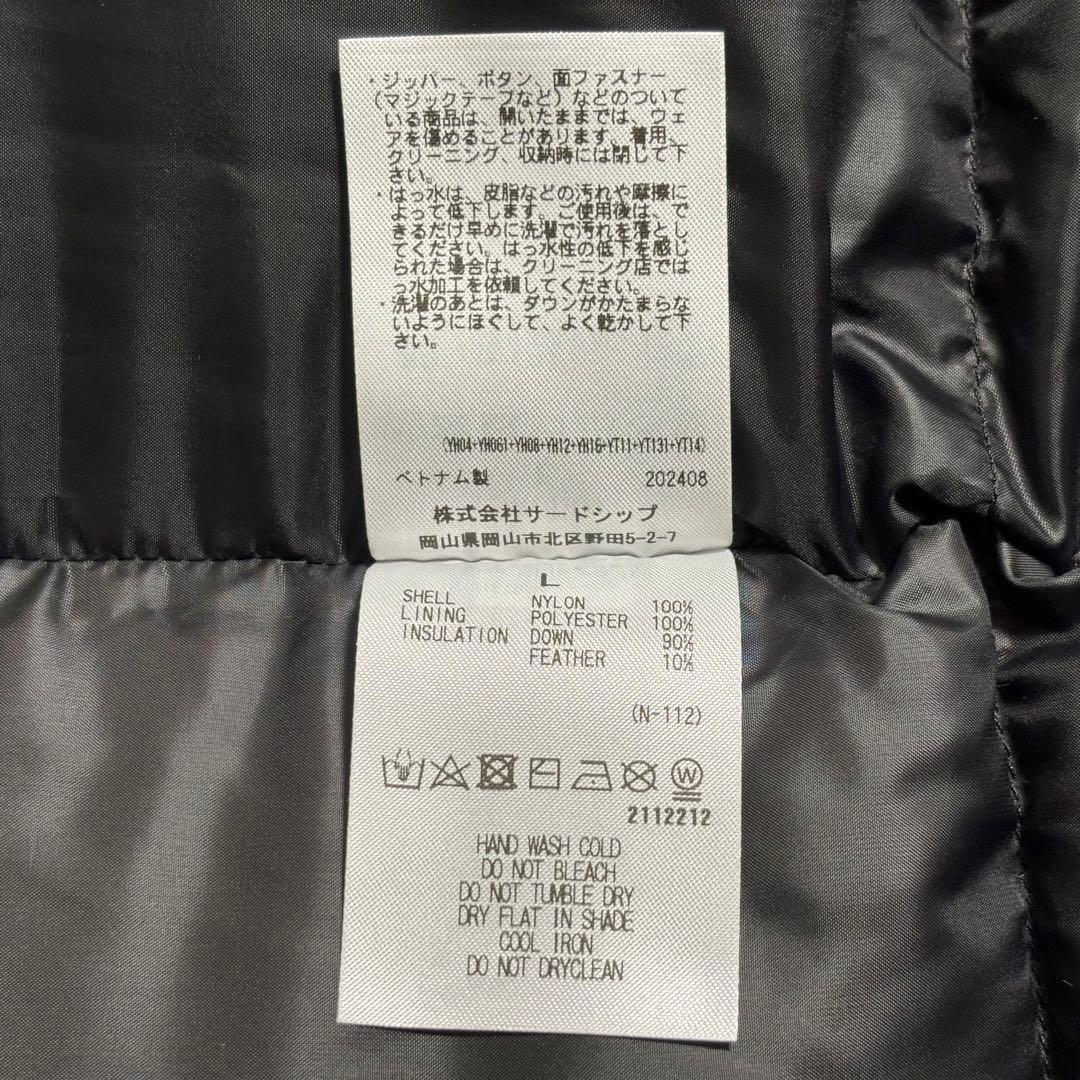 ・ジッパー、ボタン、面ファスナー
（マジックテープなど）などのついて
いる商品は、開いたままでは、ウェ
アを傷めることがあります。着用、
クリーニング、収納時には閉じて下
さい。
・はっ水は、皮脂などの汚れや摩擦に
よって低下します。ご使用後は、で
きるだけ早めに洗濯で汚れを落とし
てください。はっ水性の低下を感じ
られた場合は、クリーニング店では
っ水加工を依頼してください。
・洗濯のあとは、ダウンがかたまらな
いようにほぐして、よく乾かして下
さい。
(YH04+YH061+YH08+YH12+YH16+YT11+YT131+YT14)
ベトナム製 202408
株式会社サードシップ
岡山県岡山市北区野田5-2-7
L
SHELL NYLON 100%
LINING POLYESTER 100%
INSULATION DOWN 90%
FEATHER 10%
(N-112)
W
2112212
HAND WASH COLD
DO NOT BLEACH
DO NOT TUMBLE DRY
DRY FLAT IN SHADE
COOL IRON
DO NOT DRYCLEAN